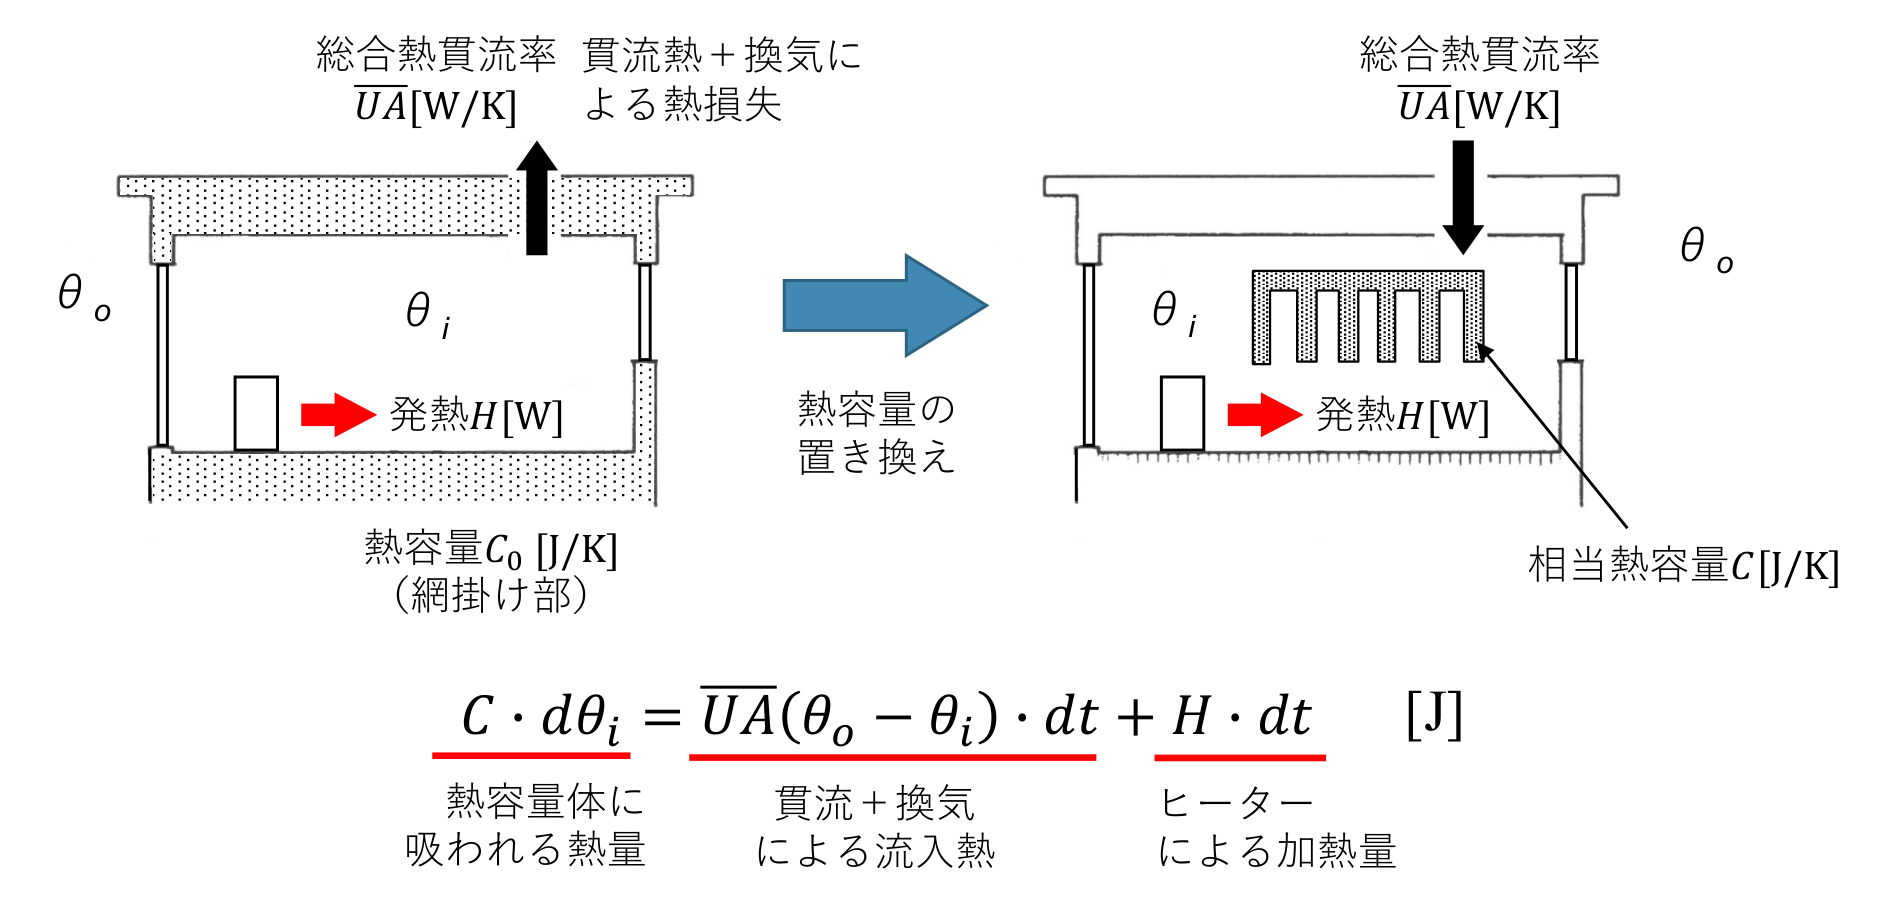 総合熱貫流率 貫流熱＋換気に
UA[W/K] よる熱損失
θo
θi
発熱H[W]
熱容量C₀ [J/K]
（網掛け部）
熱容量の
置き換え
総合熱貫流率
UA[W/K]
θo
θi
発熱H[W]
相当熱容量C[J/K]
C · dθi = UA(θo − θi) · dt + H · dt [J]
熱容量体に
吸われる熱量
貫流＋換気
による流入熱
ヒーター
による加熱量